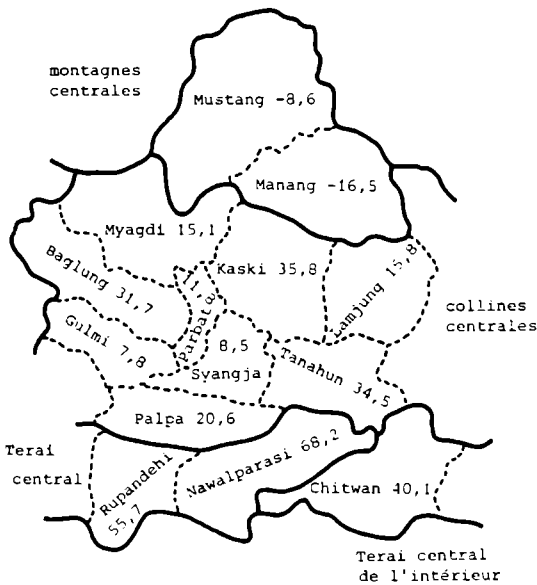 montagnes
centrales
Mustang -8,6
Manang -16,5
Myagdi 15,1
Baglung 31,7
Kaski 35,8
Lamjung 15,8
Parbat
collines
centrales
Gulmi 7,8
8,5
Syangja
Tanahun 34,5
Palpa 20,6
Terai
central
Rupandehi
55,7
Nawalparasi 68,2
Chitwan 40,1
Terai central
de l'intérieur